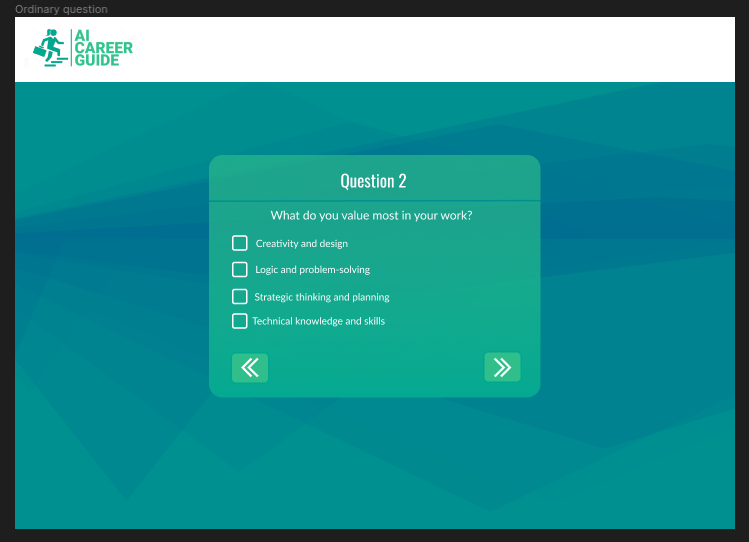 Ordinary question
AI
CAREER
GUIDE
Question 2
What do you value most in your work?
Creativity and design
Logic and problem-solving
Strategic thinking and planning
Technical knowledge and skills